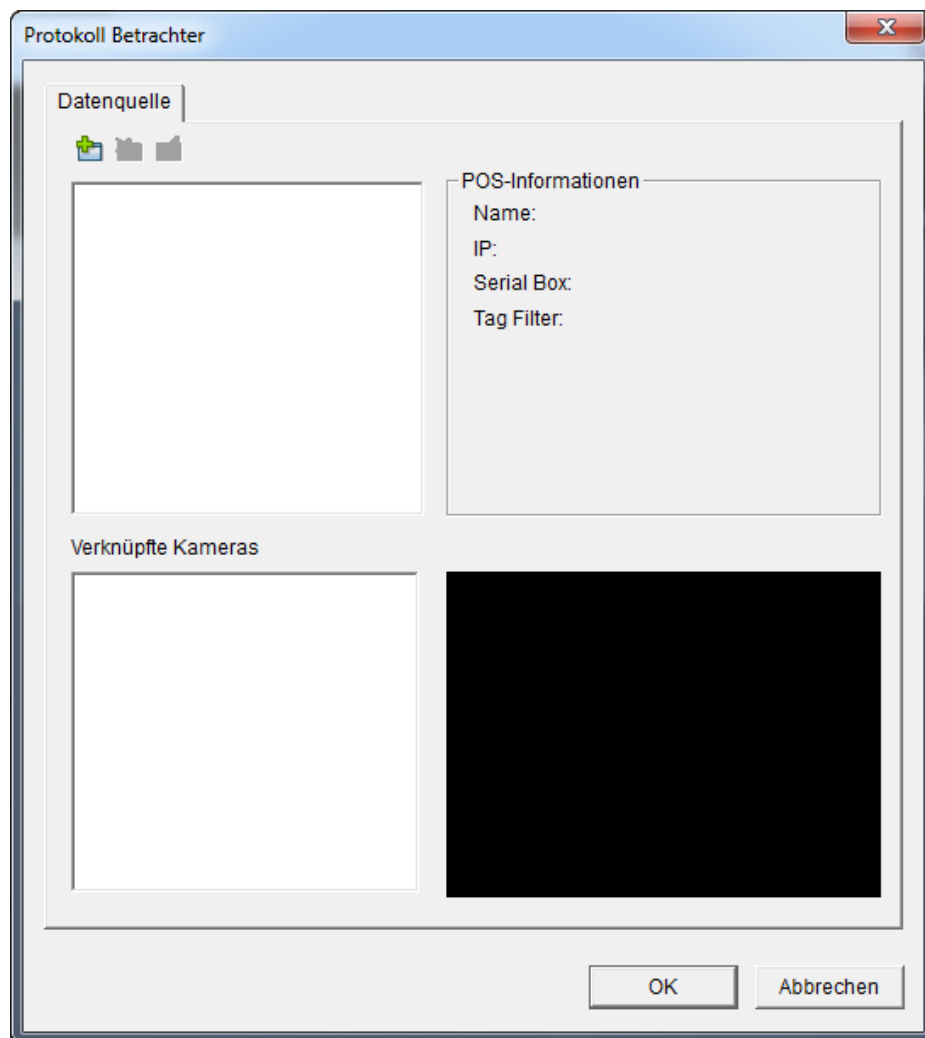 Protokoll Betrachter
Datenquelle
POS-Informationen
Name:
IP:
Serial Box:
Tag Filter:
Verknüpfte Kameras
OK
Abbrechen